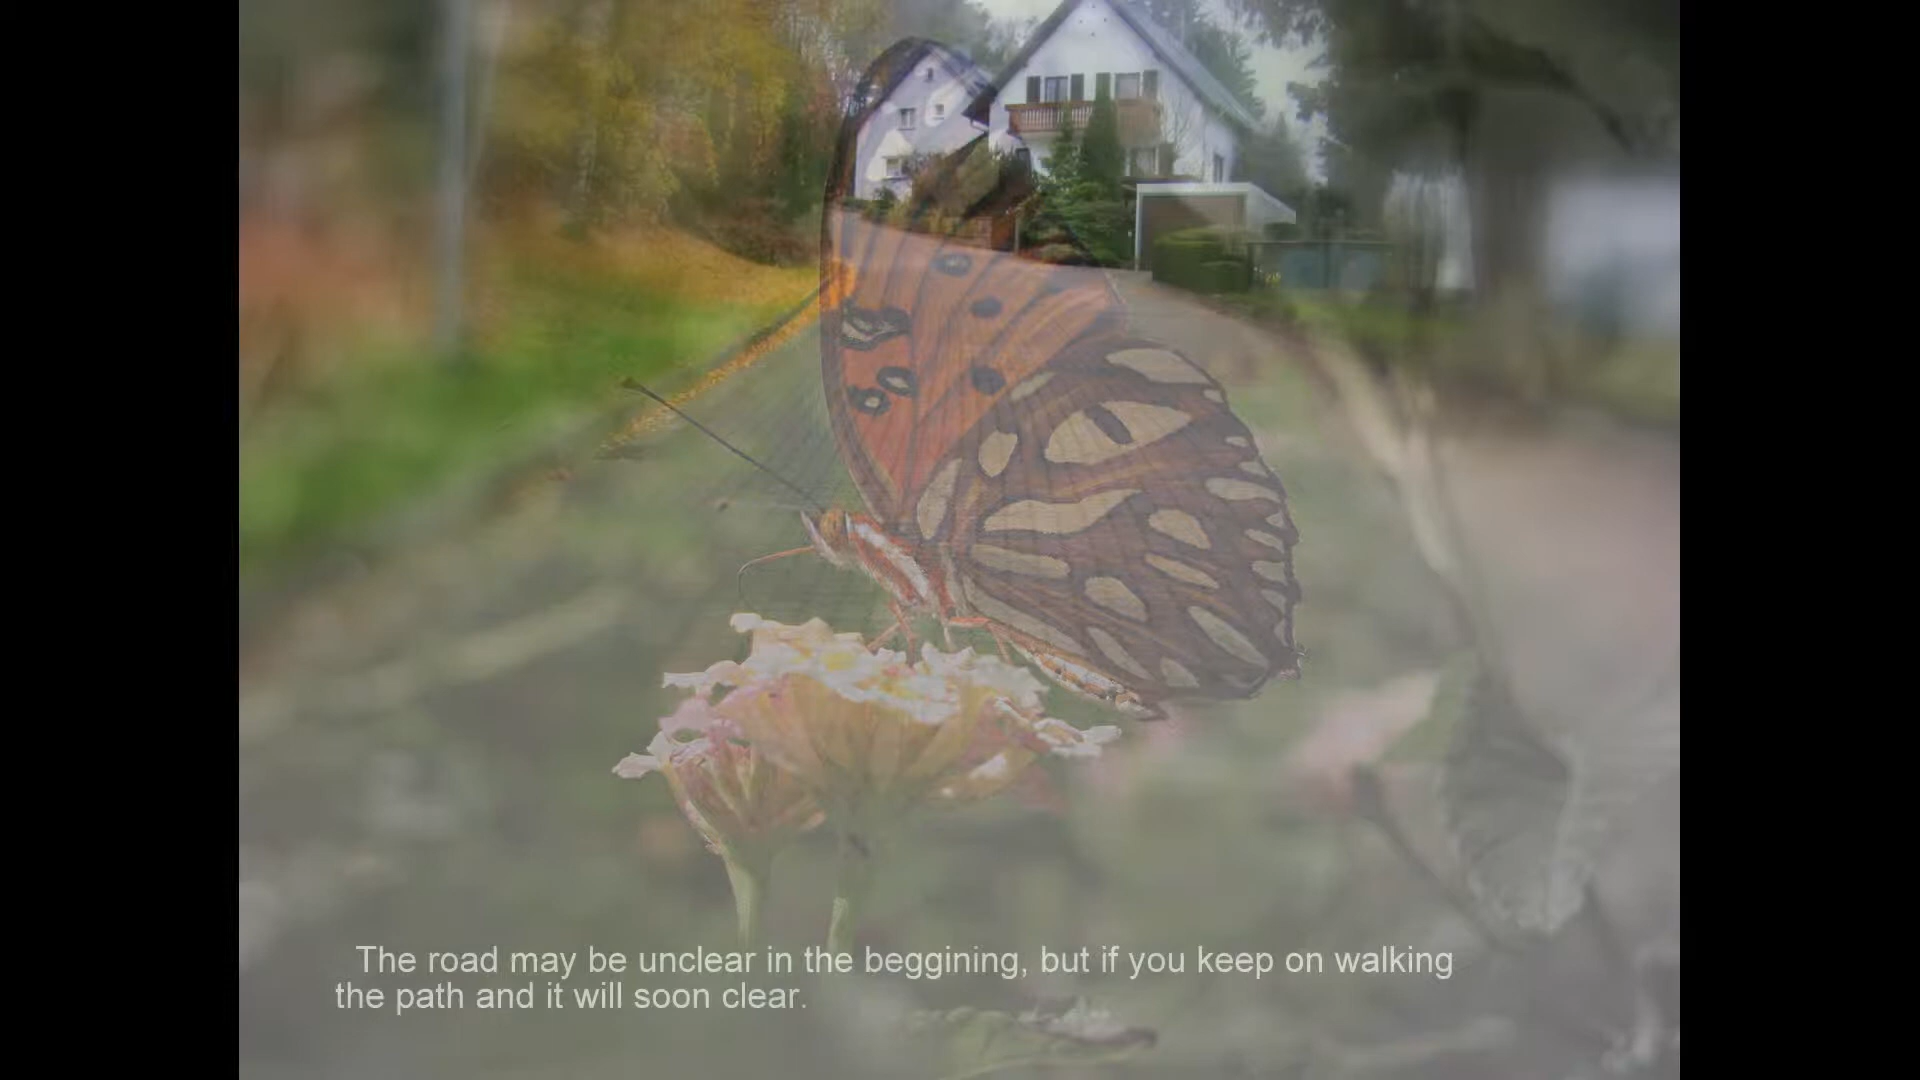 The road may be unclear in the beggining, but if you keep on walking
the path and it will soon clear.